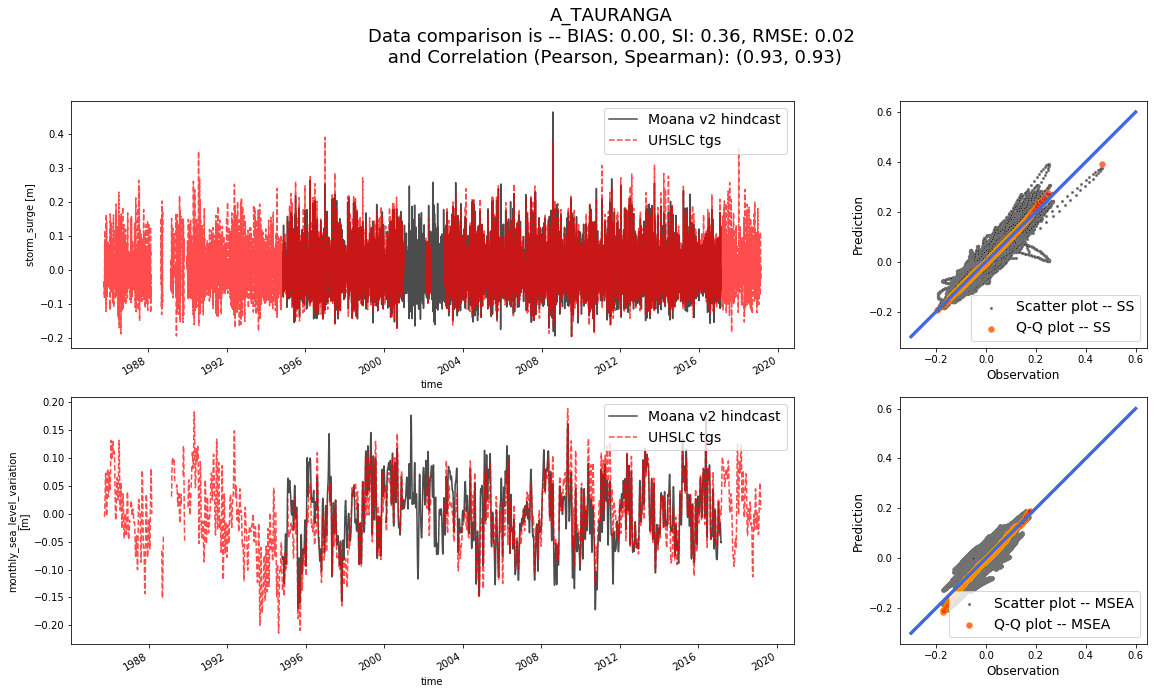 A_TAURANGA
Data comparison is -- BIAS: 0.00, SI: 0.36, RMSE: 0.02
and Correlation (Pearson, Spearman): (0.93, 0.93)
storm_surge [m]
0.4
0.3
0.2
0.1
0.0
−0.1
−0.2
Moana v2 hindcast
UHSLC tgs
1988
1992
1996
2000
2004
2008
2012
2016
2020
time
Prediction
0.6
0.4
0.2
0.0
−0.2
Scatter plot -- SS
Q-Q plot -- SS
−0.2
0.0
0.2
0.4
0.6
Observation
monthly_sea_level_variation
[m]
0.20
0.15
0.10
0.05
0.00
−0.05
−0.10
−0.15
−0.20
Moana v2 hindcast
UHSLC tgs
1988
1992
1996
2000
2004
2008
2012
2016
2020
time
Prediction
0.6
0.4
0.2
0.0
−0.2
Scatter plot -- MSEA
Q-Q plot -- MSEA
−0.2
0.0
0.2
0.4
0.6
Observation